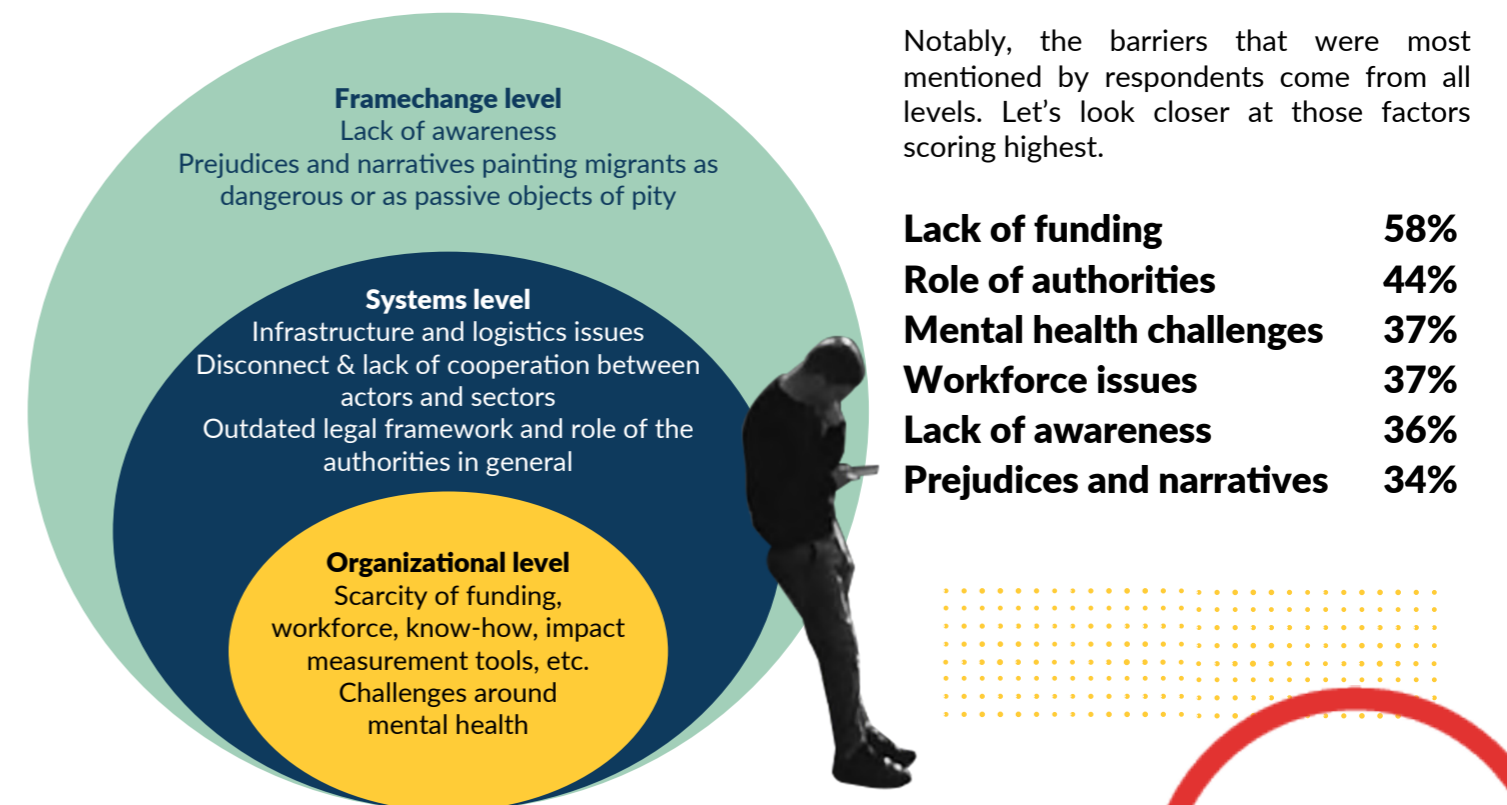 Framechange level
Lack of awareness
Prejudices and narratives painting migrants as
dangerous or as passive objects of pity
Systems level
Infrastructure and logistics issues
Disconnect & lack of cooperation between
actors and sectors
Outdated legal framework and role of the
authorities in general
Organizational level
Scarcity of funding,
workforce, know-how, impact
measurement tools, etc.
Challenges around
mental health
Notably, the barriers that were most
mentioned by respondents come from all
levels. Let’s look closer at those factors
scoring highest.
Lack of funding 58%
Role of authorities 44%
Mental health challenges 37%
Workforce issues 37%
Lack of awareness 36%
Prejudices and narratives 34%